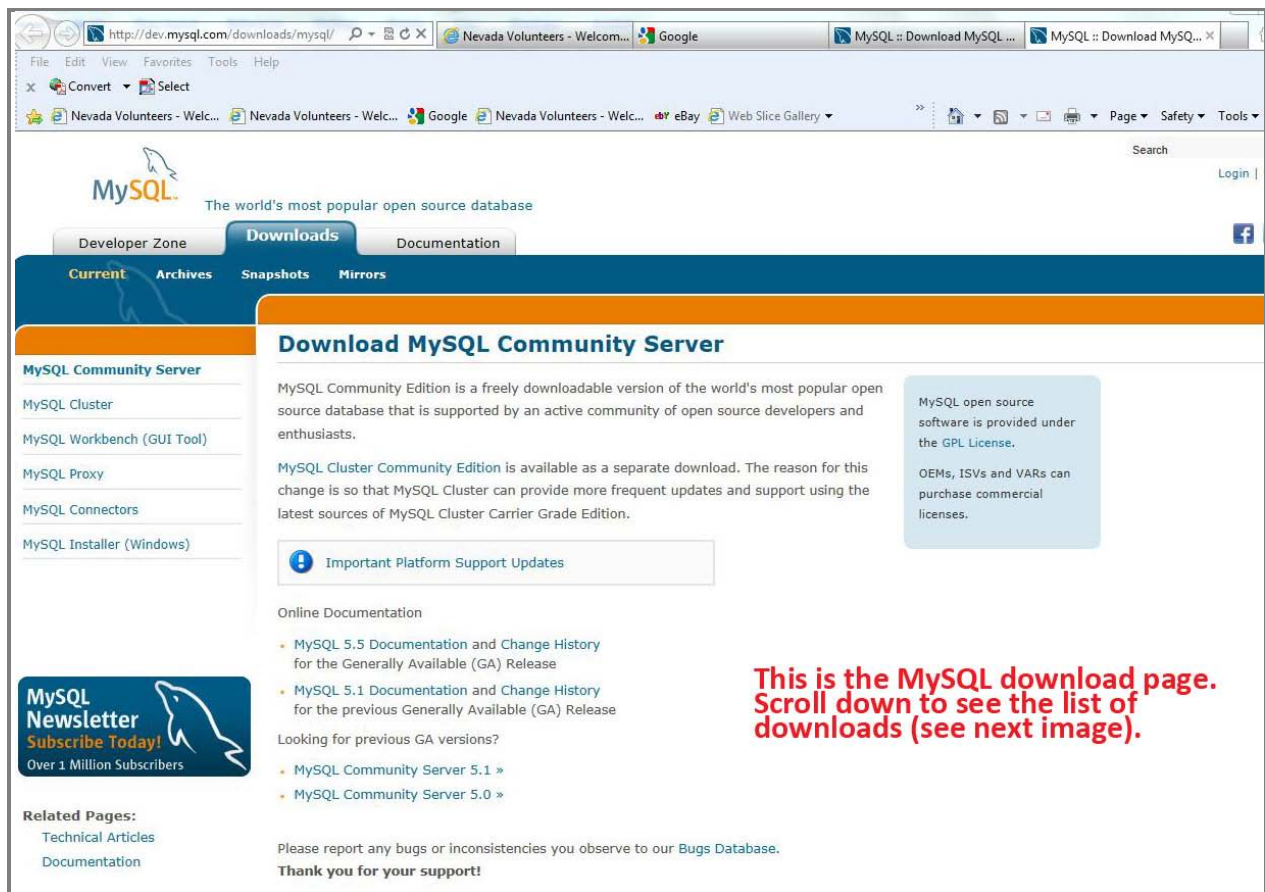 http://dev.mysql.com/downloads/mysql/
Nevada Volunteers - Welcom...
Google
MySQL :: Download MySQL ...
MySQL :: Download MySQ...
File Edit View Favorites Tools Help
x Convert Select
Nevada Volunteers - Welc... Nevada Volunteers - Welc... Google Nevada Volunteers - Welc... eBay Web Slice Gallery
» Page Safety Tools
Search
Login |
MySQL™
The world's most popular open source database
Developer Zone Downloads Documentation
Current Archives Snapshots Mirrors
MySQL Community Server
MySQL Cluster
MySQL Workbench (GUI Tool)
MySQL Proxy
MySQL Connectors
MySQL Installer (Windows)
MySQL
Newsletter
Subscribe Today!
Over 1 Million Subscribers
Related Pages:
Technical Articles
Documentation
Download MySQL Community Server
MySQL Community Edition is a freely downloadable version of the world's most popular open
source database that is supported by an active community of open source developers and
enthusiasts.
MySQL Cluster Community Edition is available as a separate download. The reason for this
change is so that MySQL Cluster can provide more frequent updates and support using the
latest sources of MySQL Cluster Carrier Grade Edition.
Important Platform Support Updates
Online Documentation
MySQL 5.5 Documentation and Change History
for the Generally Available (GA) Release
MySQL 5.1 Documentation and Change History
for the previous Generally Available (GA) Release
Looking for previous GA versions?
MySQL Community Server 5.1 »
MySQL Community Server 5.0 »
Please report any bugs or inconsistencies you observe to our Bugs Database.
Thank you for your support!
MySQL open source
software is provided under
the GPL License.
OEMs, ISVs and VARs can
purchase commercial
licenses.
This is the MySQL download page.
Scroll down to see the list of
downloads (see next image).